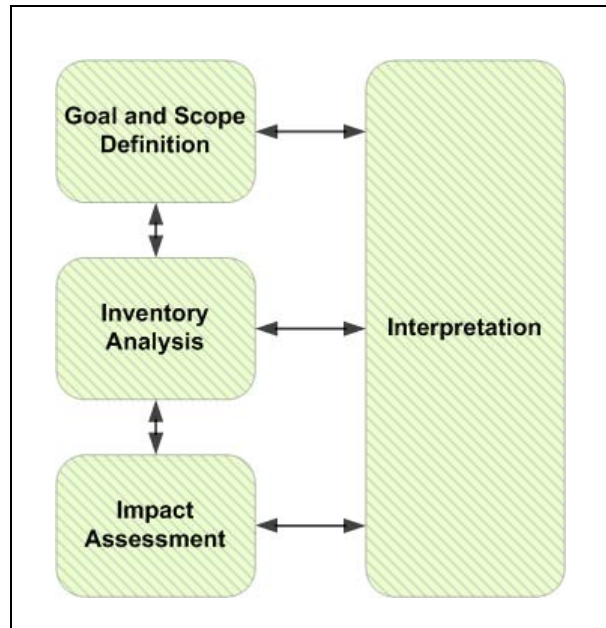 Goal and Scope
Definition
Inventory
Analysis
Interpretation
Impact
Assessment